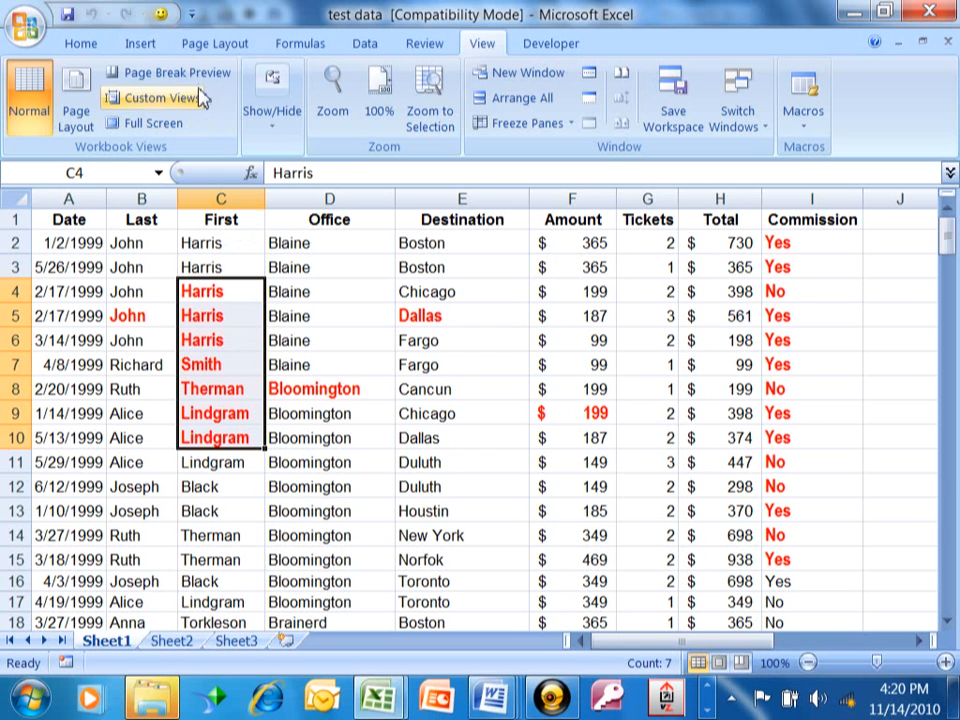 test data [Compatibility Mode] - Microsoft Excel
Home Insert Page Layout Formulas Data Review View Developer
Normal
Page Layout
Page Break Preview
Custom Views
Full Screen
Workbook Views
Show/Hide
Zoom
100%
Zoom to Selection
Zoom
New Window
Arrange All
Freeze Panes
Save Workspace
Switch Windows
Window
Macros
Macros
C4 fx Harris
A B C D E F G H I J
1 Date Last First Office Destination Amount Tickets Total Commission
2 1/2/1999 John Harris Blaine Boston $ 365 2 $ 730 Yes
3 5/26/1999 John Harris Blaine Boston $ 365 1 $ 365 Yes
4 2/17/1999 John Harris Blaine Chicago $ 199 2 $ 398 No
5 2/17/1999 John Harris Blaine Dallas $ 187 3 $ 561 Yes
6 3/14/1999 John Harris Blaine Fargo $ 99 2 $ 198 Yes
7 4/8/1999 Richard Smith Blaine Fargo $ 99 1 $ 99 Yes
8 2/20/1999 Ruth Therman Bloomington Cancun $ 199 1 $ 199 No
9 1/14/1999 Alice Lindgram Bloomington Chicago $ 199 2 $ 398 Yes
10 5/13/1999 Alice Lindgram Bloomington Dallas $ 187 2 $ 374 Yes
11 5/29/1999 Alice Lindgram Bloomington Duluth $ 149 3 $ 447 No
12 6/12/1999 Joseph Black Bloomington Duluth $ 149 2 $ 298 No
13 1/10/1999 Joseph Black Bloomington Houstin $ 185 2 $ 370 Yes
14 3/27/1999 Ruth Therman Bloomington New York $ 349 2 $ 698 No
15 3/18/1999 Ruth Therman Bloomington Norfok $ 469 2 $ 938 Yes
16 4/3/1999 Joseph Black Bloomington Toronto $ 349 2 $ 698 Yes
17 4/19/1999 Alice Lindgram Bloomington Toronto $ 349 1 $ 349 No
18 3/27/1999 Anna Torkleson Brainerd Boston $ 365 1 $ 365 No
Sheet1 Sheet2 Sheet3
Ready Count: 7 100%
4:20 PM
11/14/2010